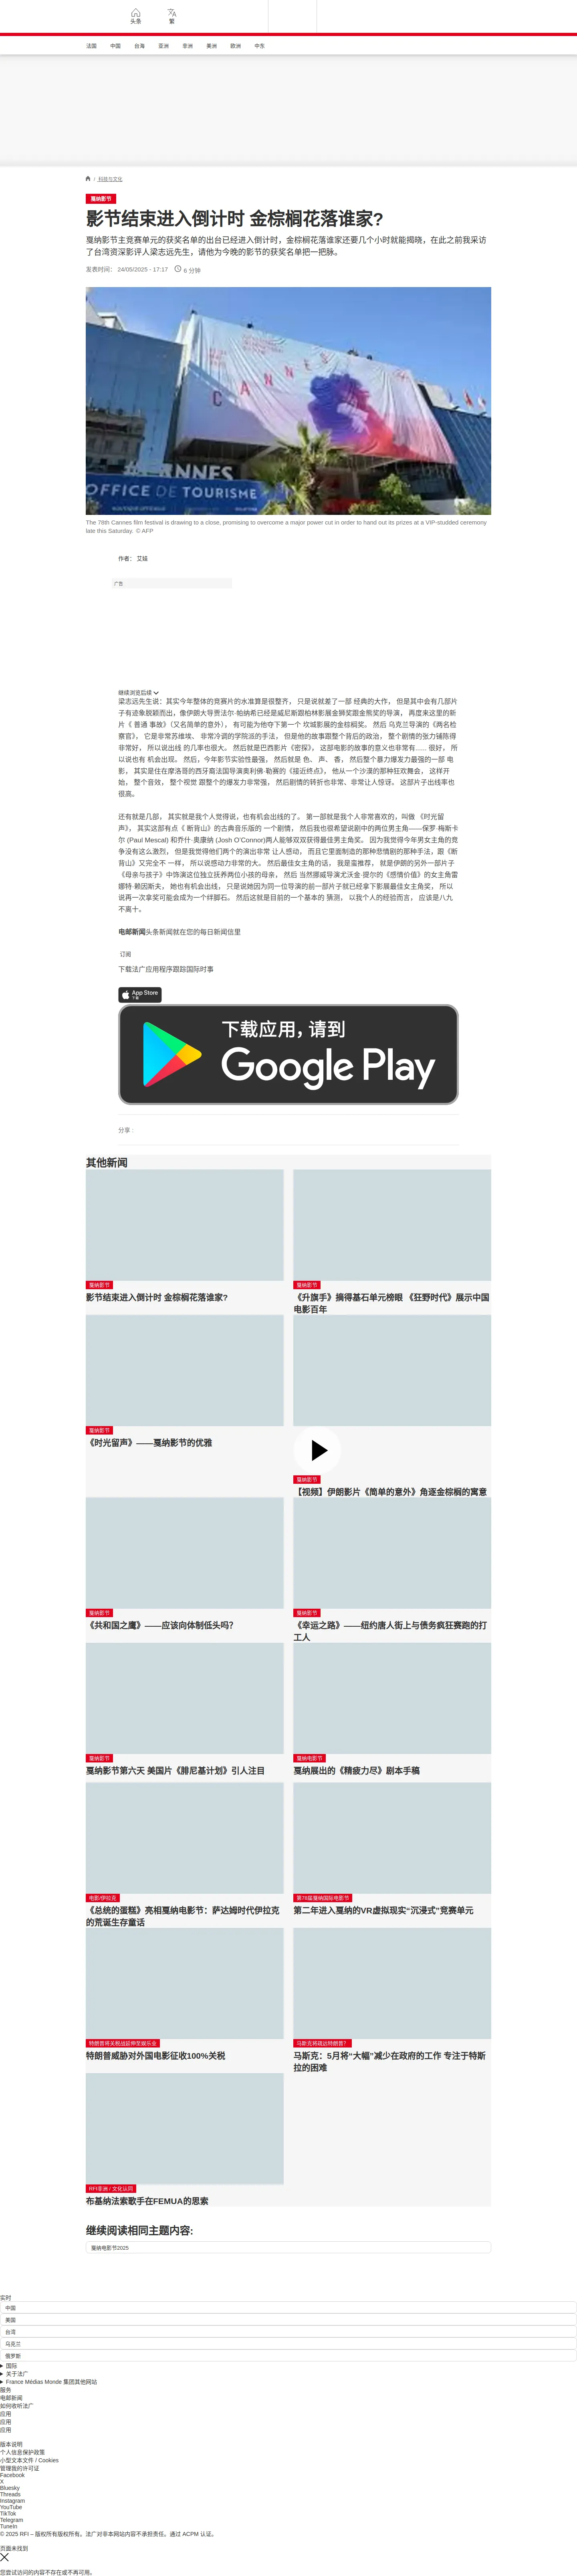 头条
繁
法国 中国 台海 亚洲 非洲 美洲 欧洲 中东
/ 科技与文化
戛纳影节
影节结束进入倒计时 金棕榈花落谁家?
戛纳影节主竞赛单元的获奖名单的出台已经进入倒计时，金棕榈花落谁家还要几个小时就能揭晓，在此之前我采访
了台湾资深影评人梁志远先生，请他为今晚的影节的获奖名单把一把脉。
发表时间： 24/05/2025 - 17:17 6 分钟
CANN
CANNES
OFFICE DE TOURISME
The 78th Cannes film festival is drawing to a close, promising to overcome a major power cut in order to hand out its prizes at a VIP-studded ceremony
late this Saturday. © AFP
作者： 艾娃
广告
继续浏览后续
梁志远先生说：其实今年整体的竞赛片的水准算是很整齐， 只是说就差了一部 经典的大作， 但是其中会有几部片
子有迹象脱颖而出，像伊朗大导贾法尔·帕纳希已经是威尼斯跟柏林影展金狮奖跟金熊奖的导演， 再度来这里的新
片《 普通 事故》（又名简单的意外）， 有可能为他夺下第一个 坎城影展的金棕榈奖。 然后 乌克兰导演的《两名检
察官》， 它是非常苏维埃、 非常冷调的学院派的手法， 但是他的故事跟整个背后的政治， 整个剧情的张力铺陈得
非常好， 所以说出线 的几率也很大。 然后就是巴西影片《密探》， 这部电影的故事的意义也非常有...... 很好， 所
以说也有 机会出现。 然后，今年影节实验性最强， 然后就是 色、 声、 香， 然后整个暴力爆发力最强的一部 电
影， 其实是住在摩洛哥的西牙裔法国导演奥利佛·勒赛的《接近终点》， 他从一个沙漠的那种狂欢舞会， 这样开
始， 整个音效， 整个视觉 跟整个的爆发力非常强， 然后剧情的转折也非常、非常让人惊讶。 这部片子出线率也
很高。
还有就是几部， 其实就是我个人觉得说，也有机会出线的了。 第一部就是我个人非常喜欢的，叫做 《时光留
声》， 其实这部有点《 断背山》的古典音乐版的 一个剧情， 然后我也很希望说剧中的两位男主角——保罗·梅斯卡
尔 (Paul Mescal) 和乔什·奥康纳 (Josh O'Connor)两人能够双双获得最佳男主角奖。 因为我觉得今年男女主角的竞
争没有这么激烈， 但是我觉得他们两个的演出非常 让人感动， 而且它里面制造的那种悲情剧的那种手法，跟《断
背山》又完全不 一样， 所以说感动力非常的大。 然后最佳女主角的话， 我是蛮推荐， 就是伊朗的另外一部片子
《母亲与孩子》中饰演这位独立抚养两位小孩的母亲， 然后 当然挪威导演尤沃金·提尔的《感情价值》的女主角雷
娜特·赖因斯夫， 她也有机会出线， 只是说她因为同一位导演的前一部片子就已经拿下影展最佳女主角奖， 所以
说再一次拿奖可能会成为一个绊脚石。 然后这就是目前的一个基本的 猜测， 以我个人的经验而言， 应该是八九
不离十。
电邮新闻头条新闻就在您的每日新闻信里
订阅
下载法广应用程序跟踪国际时事
App Store
下载
下载应用，请到
Google Play
分享 :
其他新闻
戛纳影节
影节结束进入倒计时 金棕榈花落谁家?
戛纳影节
《升旗手》摘得基石单元榜眼 《狂野时代》展示中国
电影百年
戛纳影节
《时光留声》——戛纳影节的优雅
戛纳影节
【视频】伊朗影片《简单的意外》角逐金棕榈的寓意
戛纳影节
《共和国之鹰》——应该向体制低头吗?
戛纳影节
《幸运之路》——纽约唐人街上与债务疯狂赛跑的打
工人
戛纳影节
戛纳影节第六天 美国片《腓尼基计划》引人注目
戛纳电影节
戛纳展出的《精疲力尽》剧本手稿
电影/伊拉克
《总统的蛋糕》亮相戛纳电影节：萨达姆时代伊拉克
的荒诞生存童话
第78届戛纳国际电影节
第二年进入戛纳的VR虚拟现实“沉浸式”竞赛单元
特朗普将关税战延伸至娱乐业
特朗普威胁对外国电影征收100%关税
马斯克将疏远特朗普？
马斯克：5月将“大幅”减少在政府的工作 专注于特斯
拉的困难
RFI非洲 / 文化认同
布基纳法索歌手在FEMUA的思索
继续阅读相同主题内容:
戛纳电影节2025
实时
中国
美国
台湾
乌克兰
俄罗斯
国际
关于法广
France Médias Monde 集团其他网站
服务
电邮新闻
如何收听法广
应用
应用
应用
版本说明
个人信息保护政策
小型文本文件 / Cookies
管理我的许可证
Facebook
X
Bluesky
Threads
Instagram
YouTube
TikTok
Telegram
TuneIn
© 2025 RFI – 版权所有版权所有。法广对非本网站内容不承担责任。通过 ACPM 认证。
页面未找到
您尝试访问的内容不存在或不再可用。